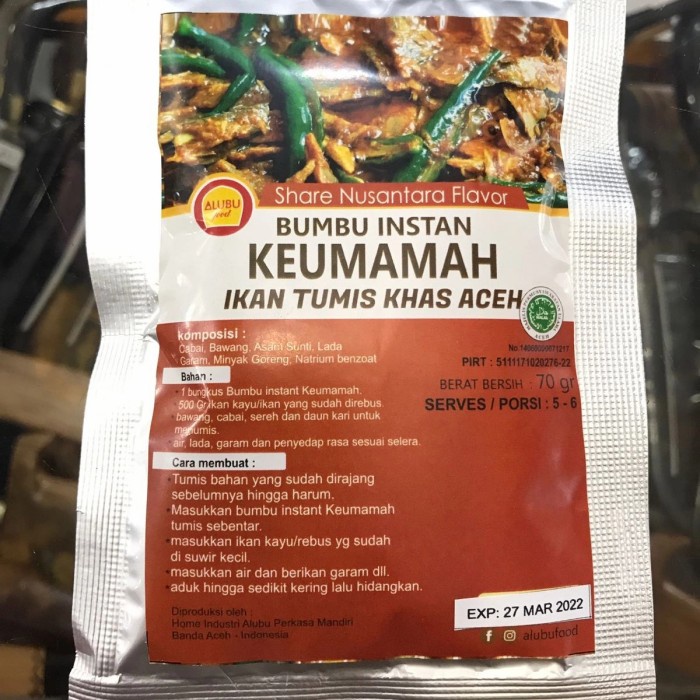 ALUBU
food
Share Nusantara Flavor
BUMBU INSTAN
KEUMAMAH
IKAN TUMIS KHAS ACEH
komposisi :
Cabai, Bawang, Asam Sunti, Lada
Garam, Minyak Goreng, Natrium benzoat
PIRT : 5111171020276-22
BERAT BERSIH : 70 gr
SERVES / PORSI : 5 - 6
Bahan :
• 1 bungkus Bumbu instant Keumamah.
500 Gr Ikan kayu/ikan yang sudah direbus
bawang, cabai, sereh dan daun kari untuk
menumis.
air, lada, garam dan penyedap rasa sesuai selera.
Cara membuat :
•Tumis bahan yang sudah dirajang
sebelumnya hingga harum.
•Masukkan bumbu instant Keumamah
tumis sebentar.
•masukkan ikan kayu/rebus yg sudah
di suwir kecil.
•masukkan air dan berikan garam dll.
•aduk hingga sedikit kering lalu hidangkan.
Diproduksi oleh :
Home Industri Alubu Perkasa Mandiri
Banda Aceh - Indonesia
EXP: 27 MAR 2022
alubufood